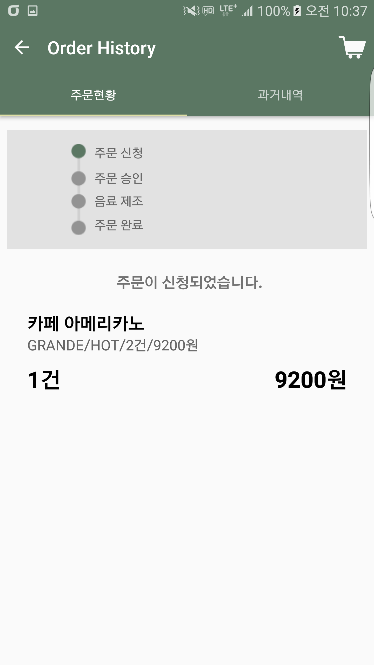 LTE+ 100% 오전 10:37
Order History
주문현황 과거내역
주문 신청
주문 승인
음료 제조
주문 완료
주문이 신청되었습니다.
카페 아메리카노
GRANDE/HOT/2건/9200원
1건 9200원